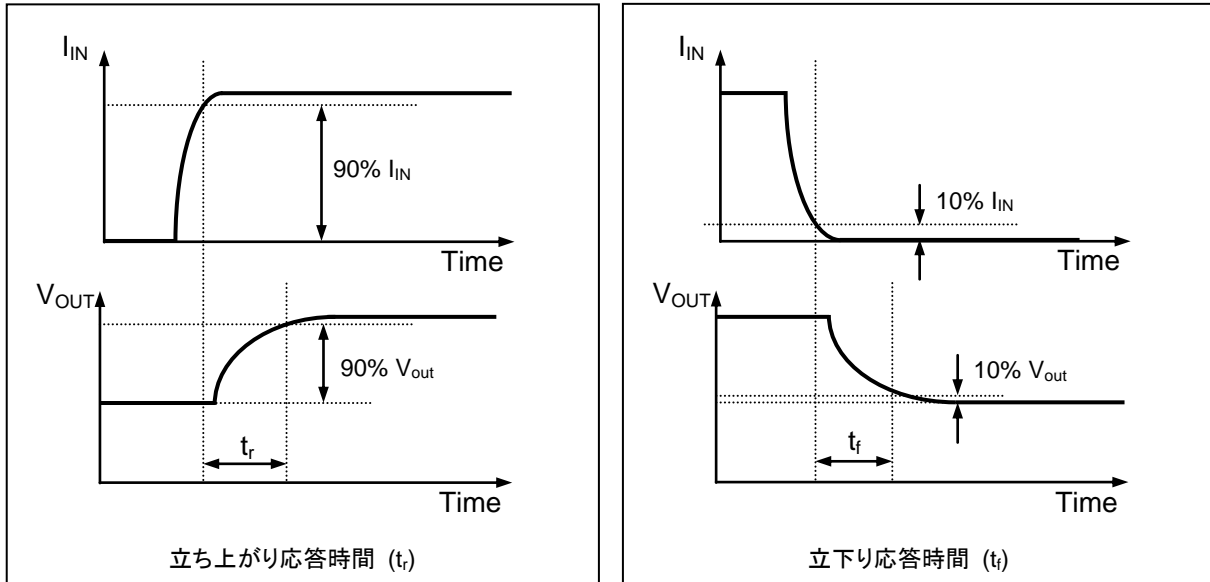 I_IN
90% I_IN
Time
V_OUT
90% V_out
t_r
Time
立ち上がり応答時間 (t_r)
I_IN
10% I_IN
Time
V_OUT
10% V_out
t_f
Time
立下り応答時間 (t_f)